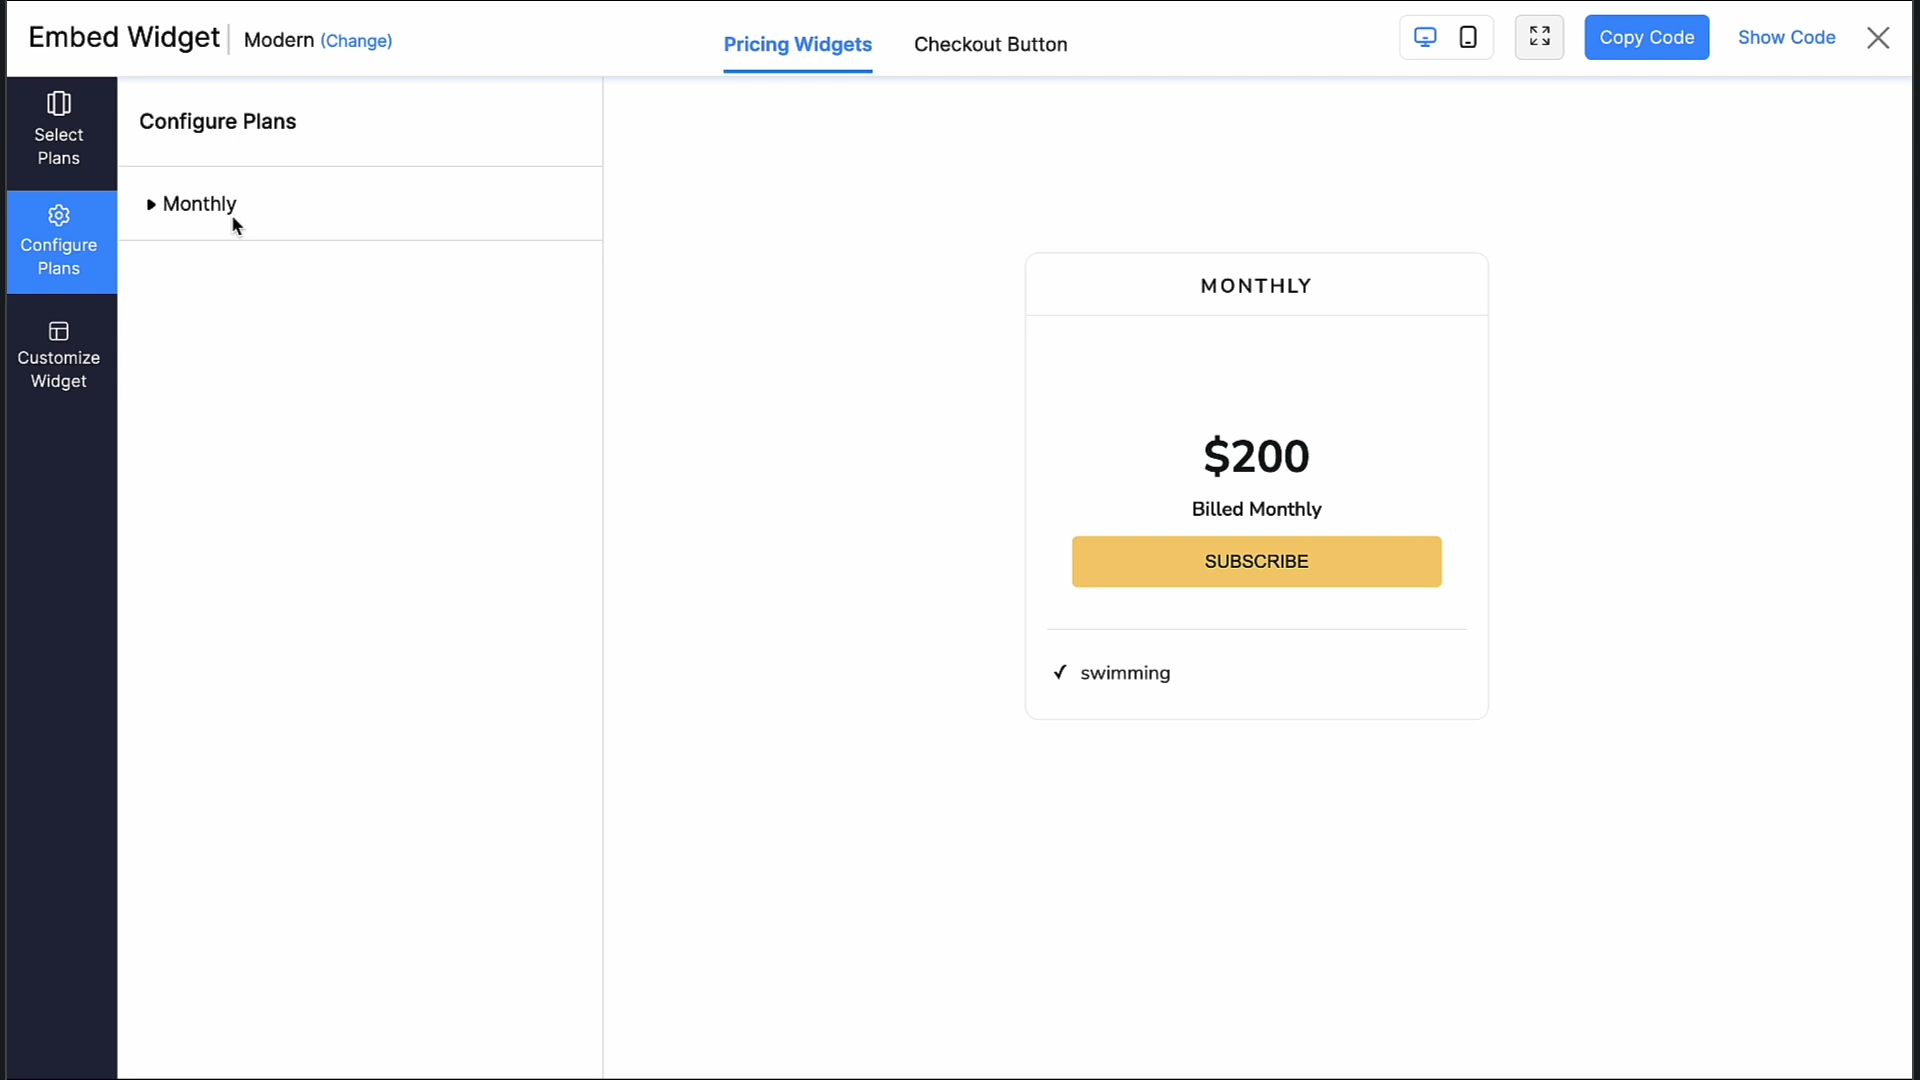 Embed Widget
Modern (Change)
Pricing Widgets
Checkout Button
Copy Code
Show Code
Select
Plans
Configure
Plans
Customize
Widget
Configure Plans
Monthly
MONTHLY
$200
Billed Monthly
SUBSCRIBE
✓ swimming